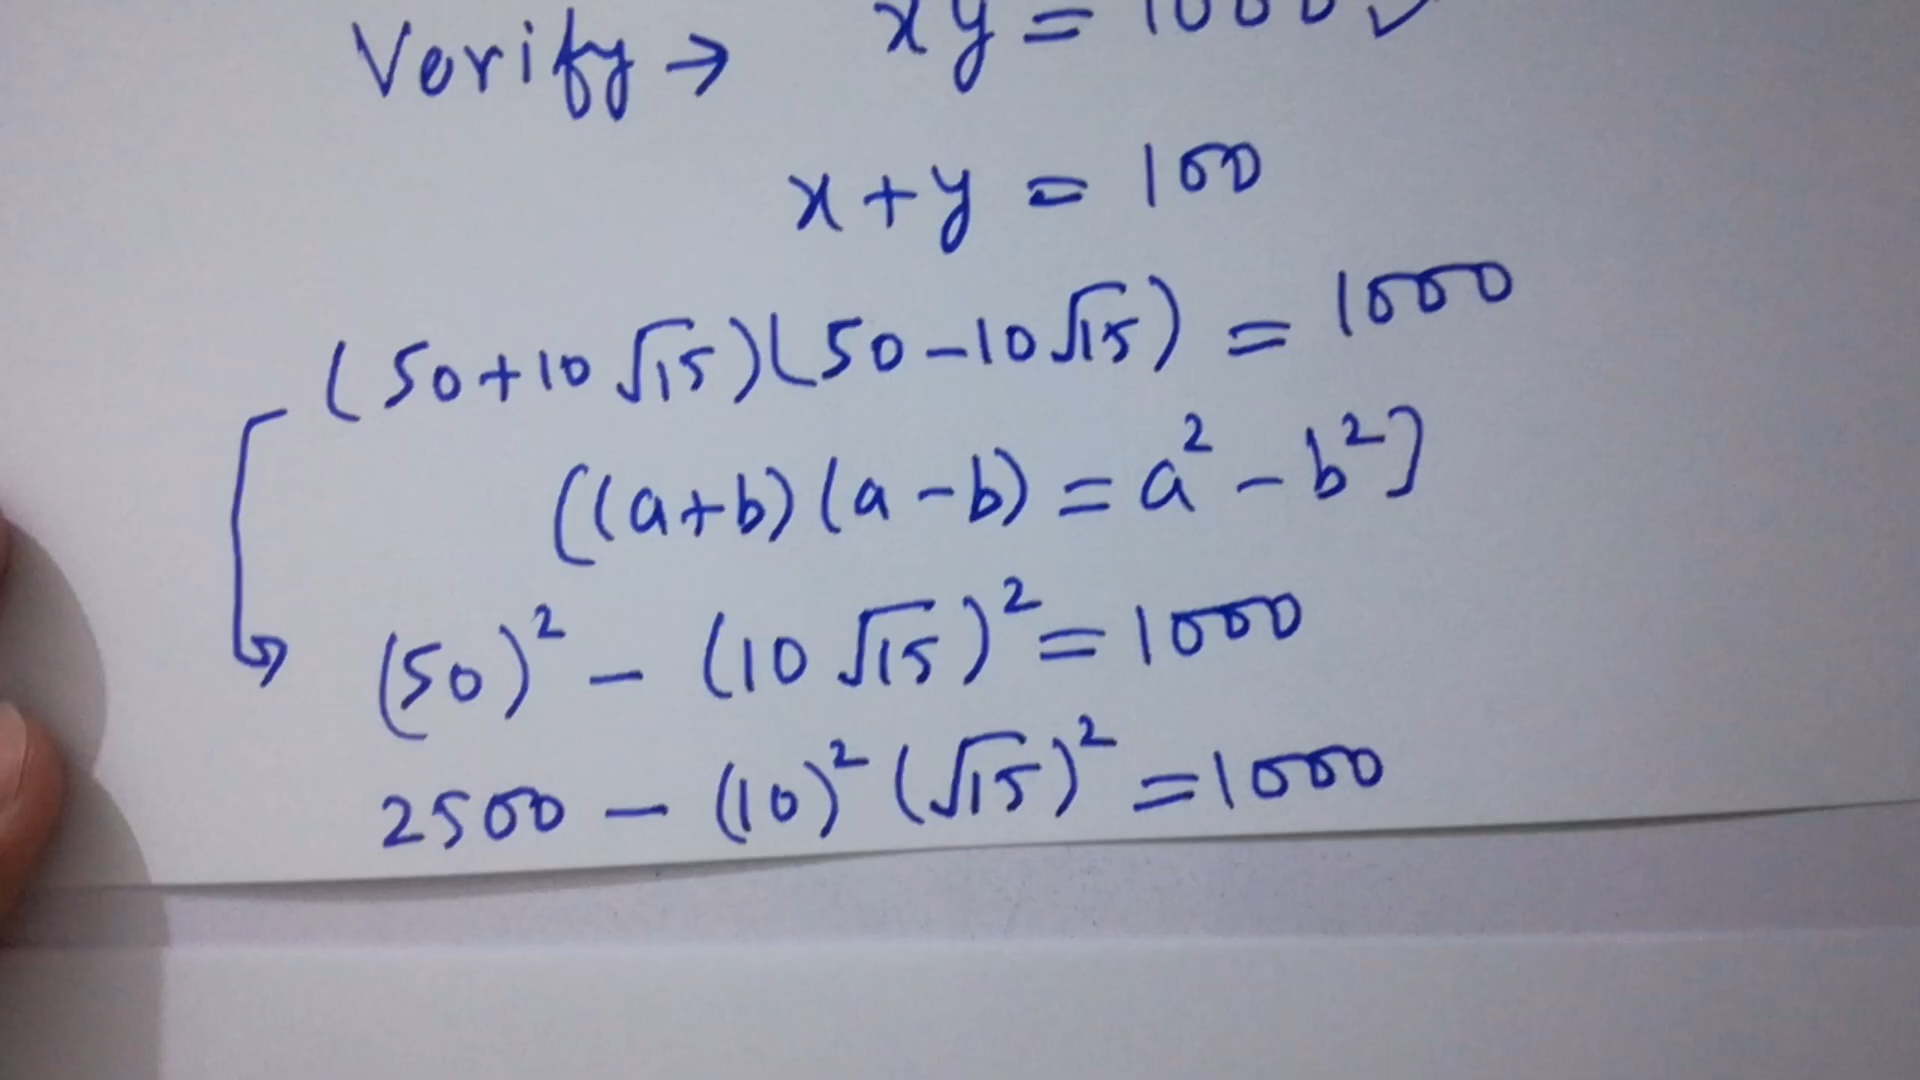 Verify → xy = 1000 ✓
x + y = 100
(50+10√15)(50-10√15) = 1000
((a+b)(a-b) = a² - b²]
(50)² - (10√15)² = 1000
2500 - (10)² (√15)² = 1000